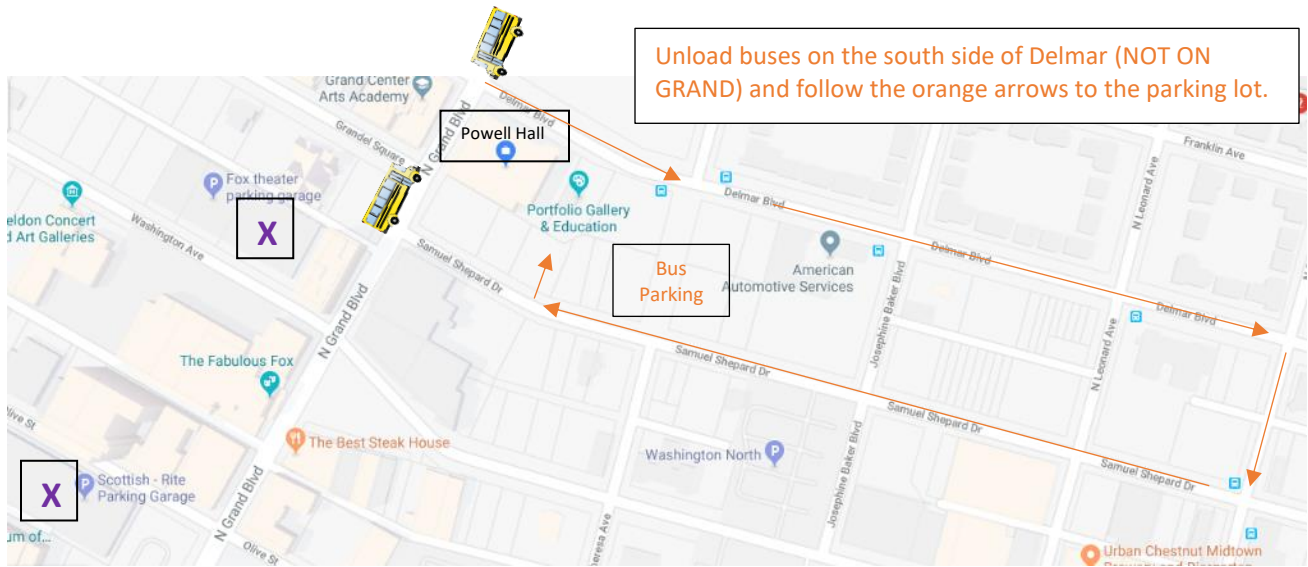 Unload buses on the south side of Delmar (NOT ON
GRAND) and follow the orange arrows to the parking lot.
Grand Center
Arts Academy
Delmar Blvd
Powell Hall
N Grand Blvd
Grandel Square
Franklin Ave
N Leonard Ave
Fox theater
parking garage
P
X
Portfolio Gallery
& Education
Delmar Blvd
Delmar Blvd
Delmar Blvd
eldon Concert
d Art Galleries
Washington Ave
Samuel Shepard Dr
Bus
Parking
American
Automotive Services
Josephine Baker Blvd
N Grand Blvd
The Fabulous Fox
Samuel Shepard Dr
N Leonard Ave
Samuel Shepard Dr
Samuel Shepard Dr
Olive St
The Best Steak House
Washington North
P
X
P
Scottish - Rite
Parking Garage
N Grand Blvd
Josephine Baker Blvd
um of...
Olive St
heresa Ave
Urban Chestnut Midtown